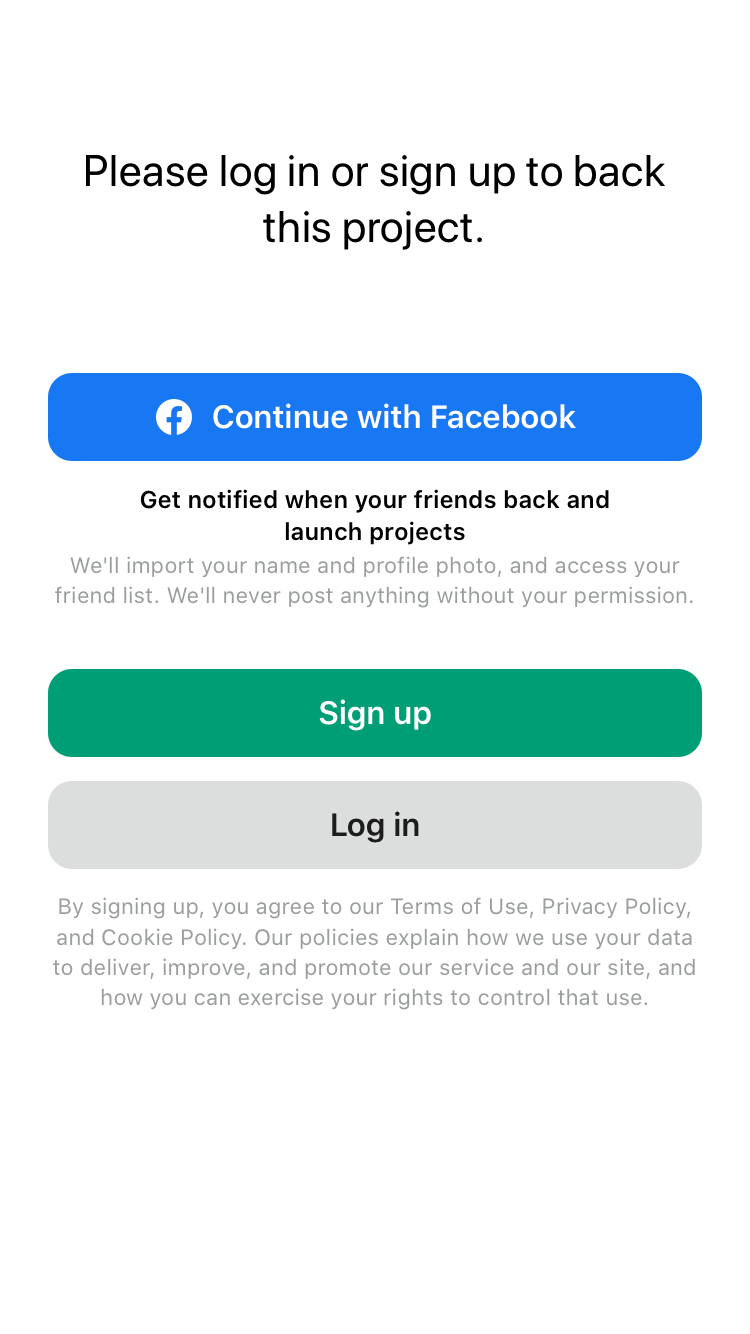 Please log in or sign up to back
this project.
Continue with Facebook
Get notified when your friends back and
launch projects
We'll import your name and profile photo, and access your
friend list. We'll never post anything without your permission.
Sign up
Log in
By signing up, you agree to our Terms of Use, Privacy Policy,
and Cookie Policy. Our policies explain how we use your data
to deliver, improve, and promote our service and our site, and
how you can exercise your rights to control that use.